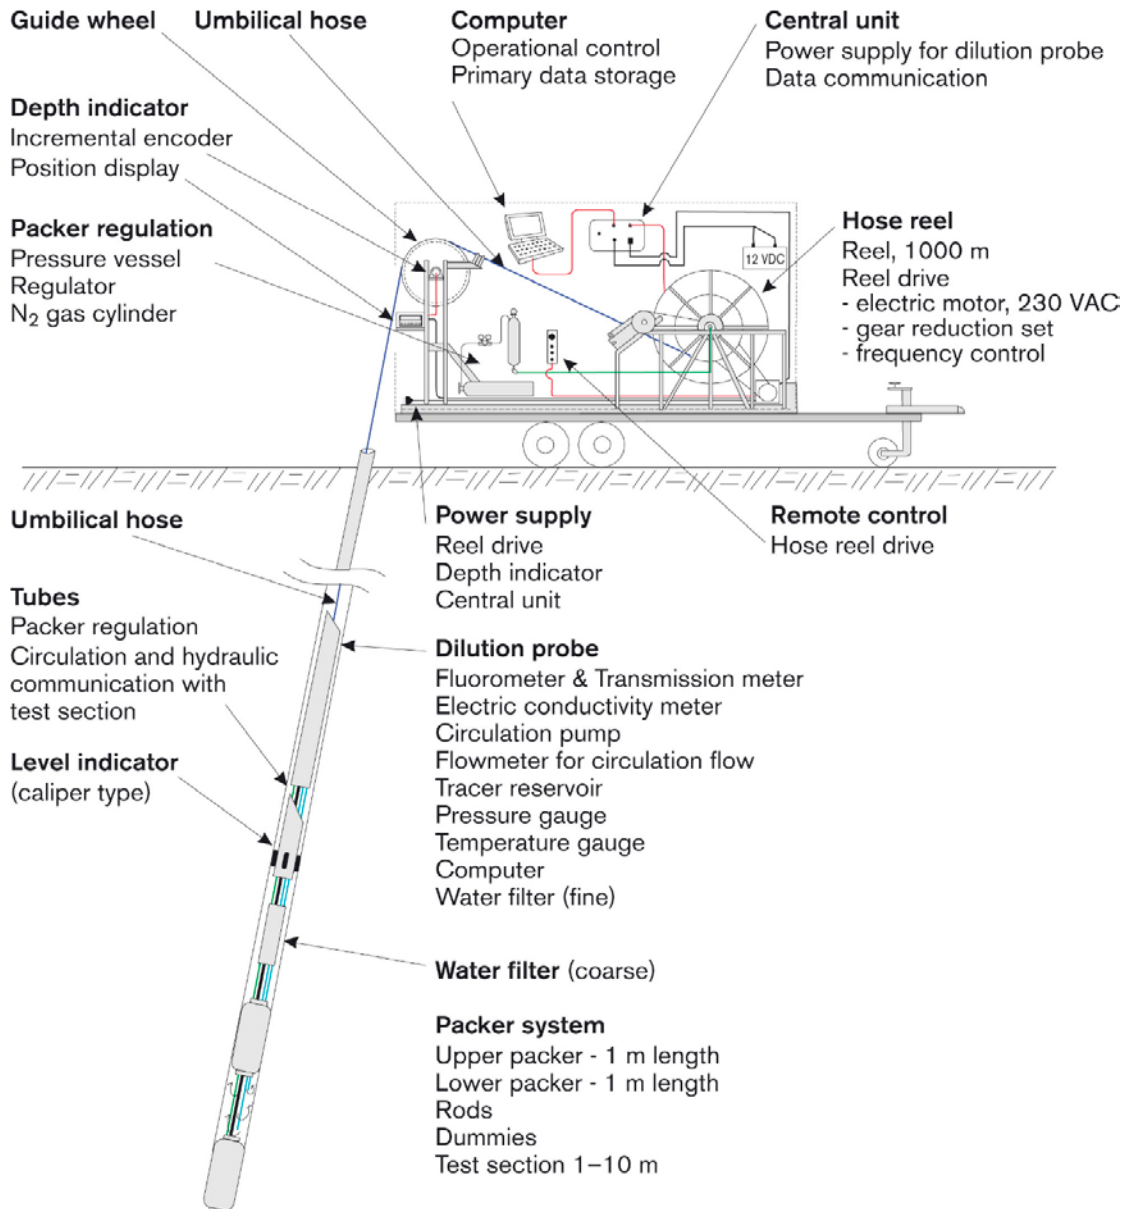 Guide wheel
Umbilical hose
Computer
Operational control
Primary data storage
Central unit
Power supply for dilution probe
Data communication
Depth indicator
Incremental encoder
Position display
Packer regulation
Pressure vessel
Regulator
N₂ gas cylinder
12 VDC
Hose reel
Reel, 1000 m
Reel drive
- electric motor, 230 VAC
- gear reduction set
- frequency control
Umbilical hose
Power supply
Reel drive
Depth indicator
Central unit
Remote control
Hose reel drive
Tubes
Packer regulation
Circulation and hydraulic
communication with
test section
Level indicator
(caliper type)
Dilution probe
Fluorometer & Transmission meter
Electric conductivity meter
Circulation pump
Flowmeter for circulation flow
Tracer reservoir
Pressure gauge
Temperature gauge
Computer
Water filter (fine)
Water filter (coarse)
Packer system
Upper packer - 1 m length
Lower packer - 1 m length
Rods
Dummies
Test section 1–10 m